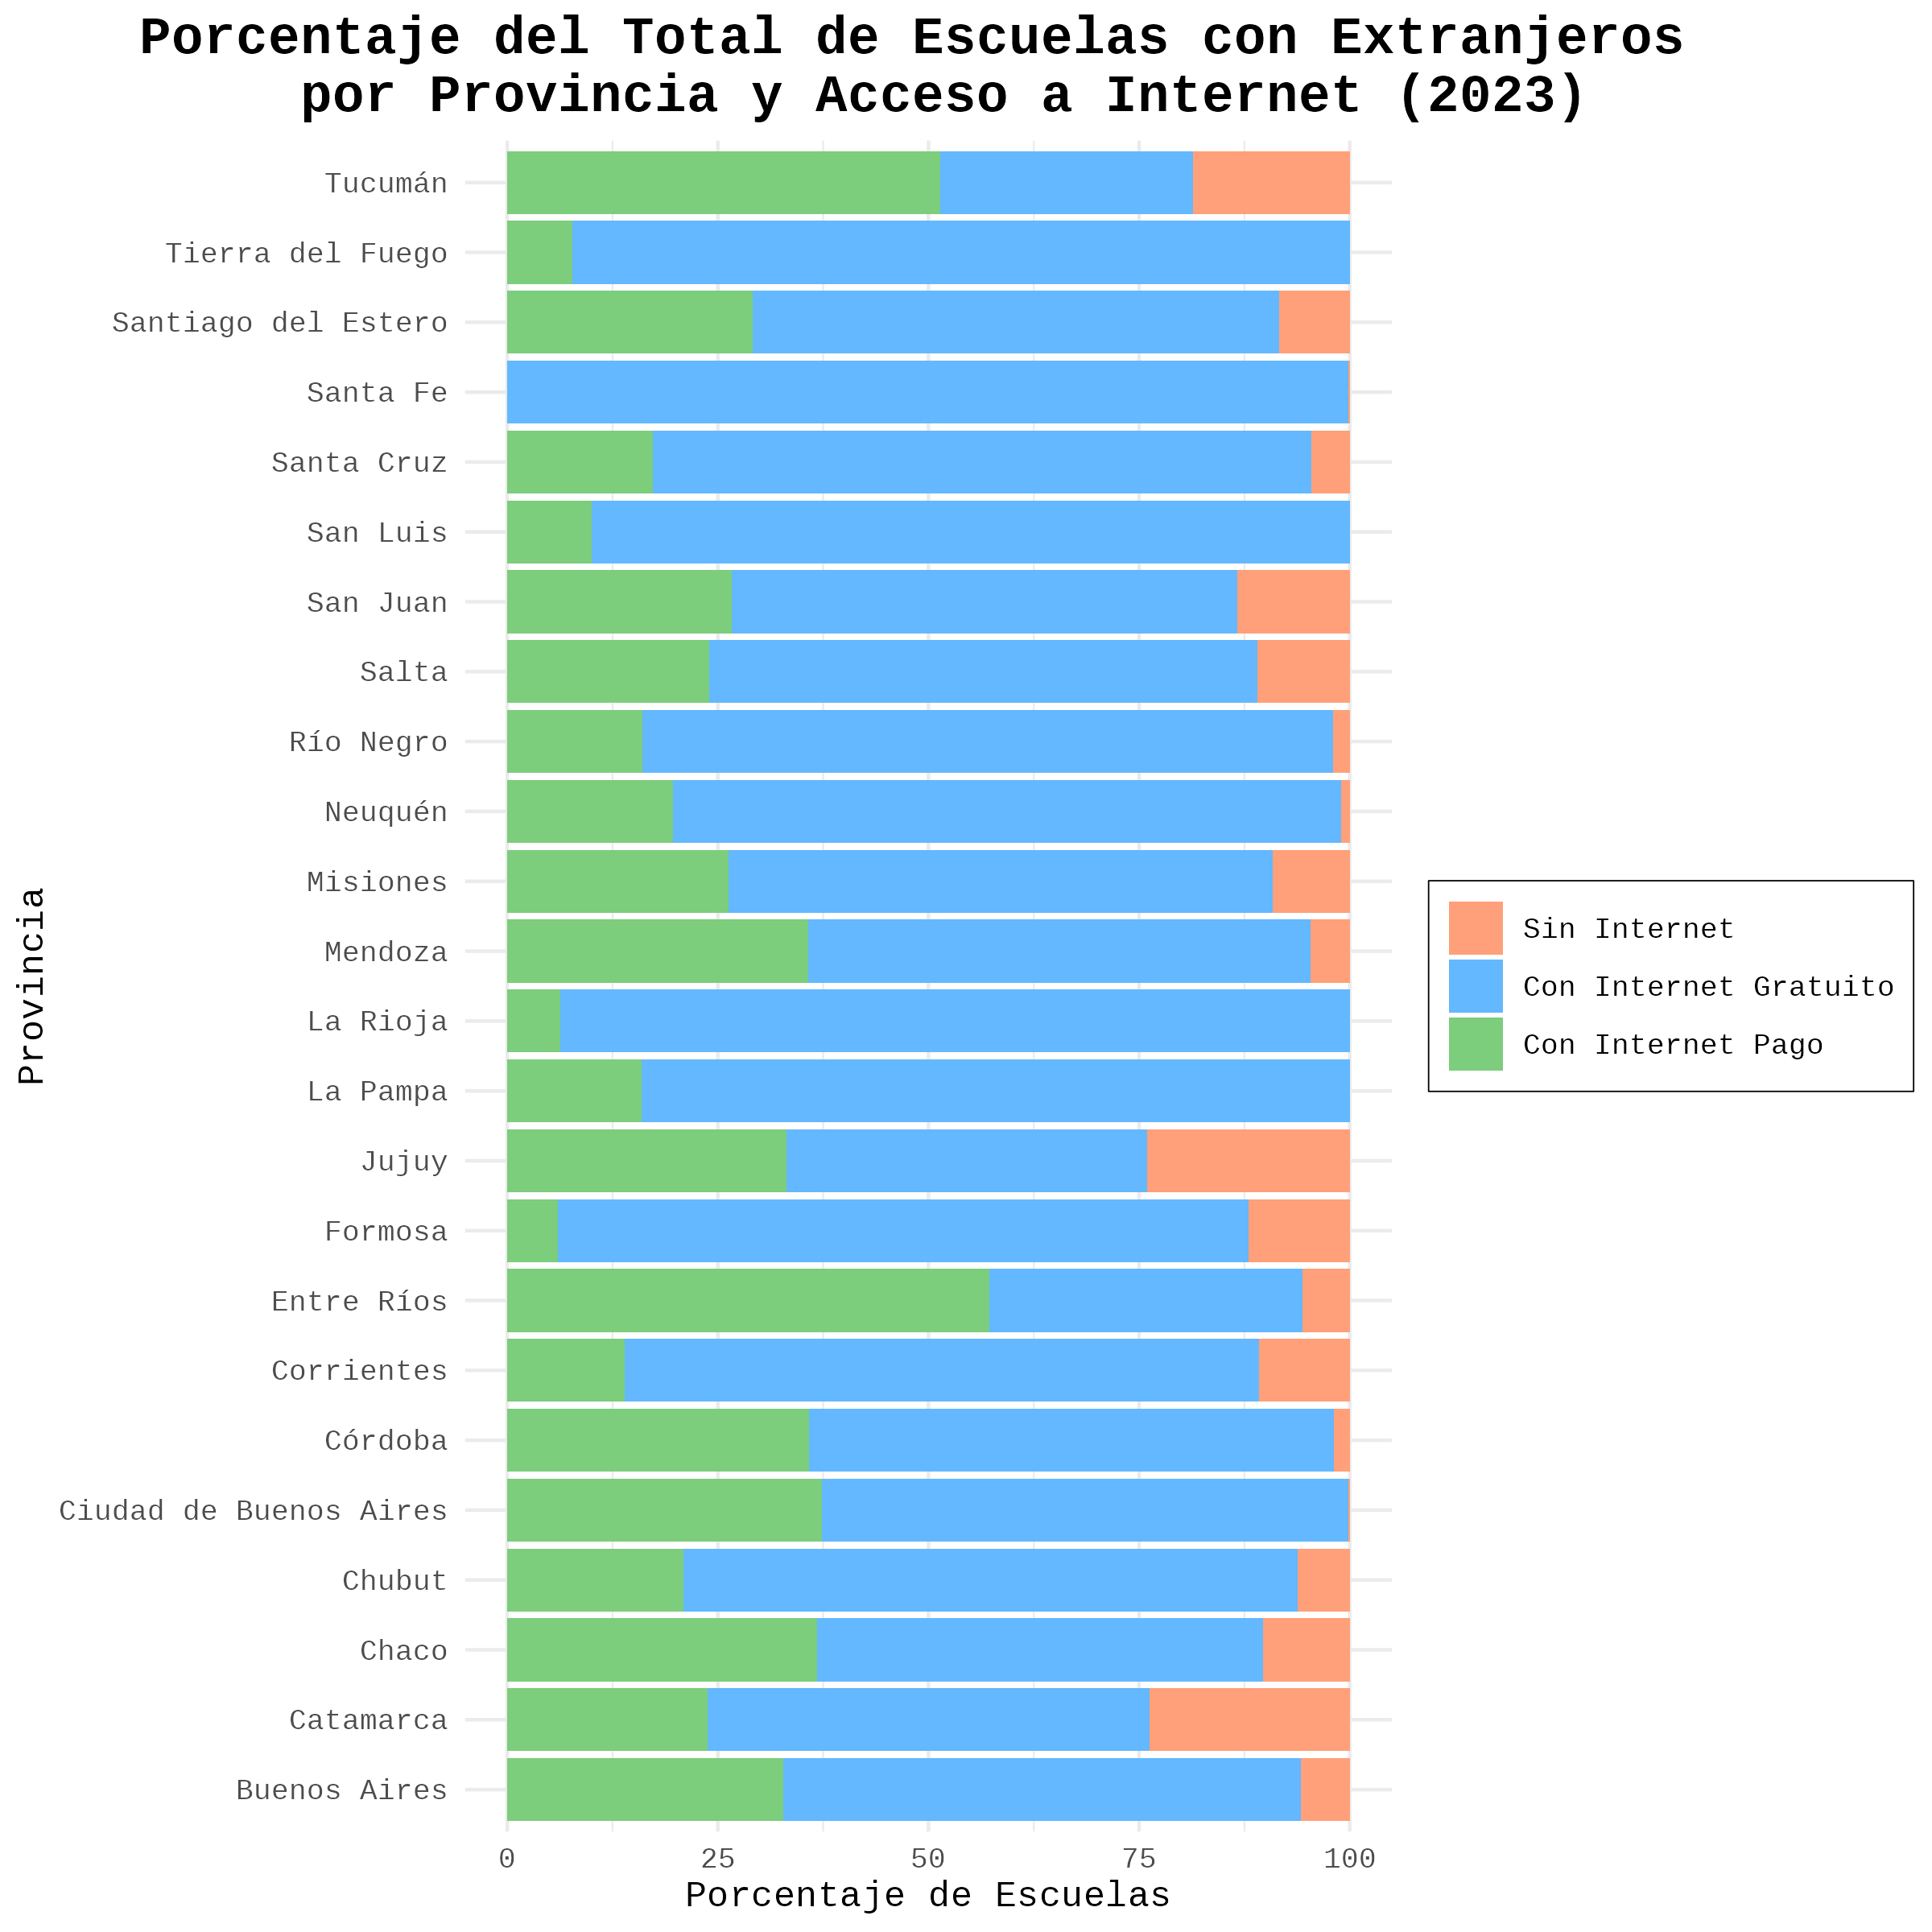 Porcentaje del Total de Escuelas con Extranjeros
por Provincia y Acceso a Internet (2023)
Tucumán
Tierra del Fuego
Santiago del Estero
Santa Fe
Santa Cruz
San Luis
San Juan
Salta
Río Negro
Neuquén
Misiones
Mendoza
La Rioja
La Pampa
Jujuy
Formosa
Entre Ríos
Corrientes
Córdoba
Ciudad de Buenos Aires
Chubut
Chaco
Catamarca
Buenos Aires
Provincia
0 25 50 75 100
Porcentaje de Escuelas
Sin Internet
Con Internet Gratuito
Con Internet Pago